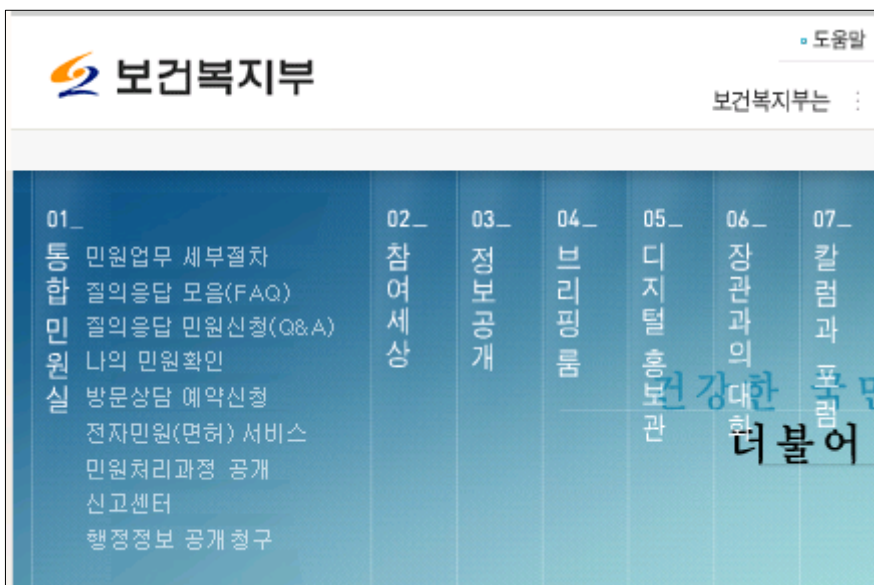 도움말
보건복지부
보건복지부는
01_
통합민원실
민원업무 세부절차
질의응답 모음(FAQ)
질의응답 민원신청(Q&A)
나의 민원확인
방문상담 예약신청
전자민원(면허) 서비스
민원처리과정 공개
신고센터
행정정보 공개청구
02_
참여세상
03_
정보공개
04_
브리핑룸
05_
디지털홍보관
06_
장관과의 대화
07_
칼럼과 포럼
건강한 국민
더불어